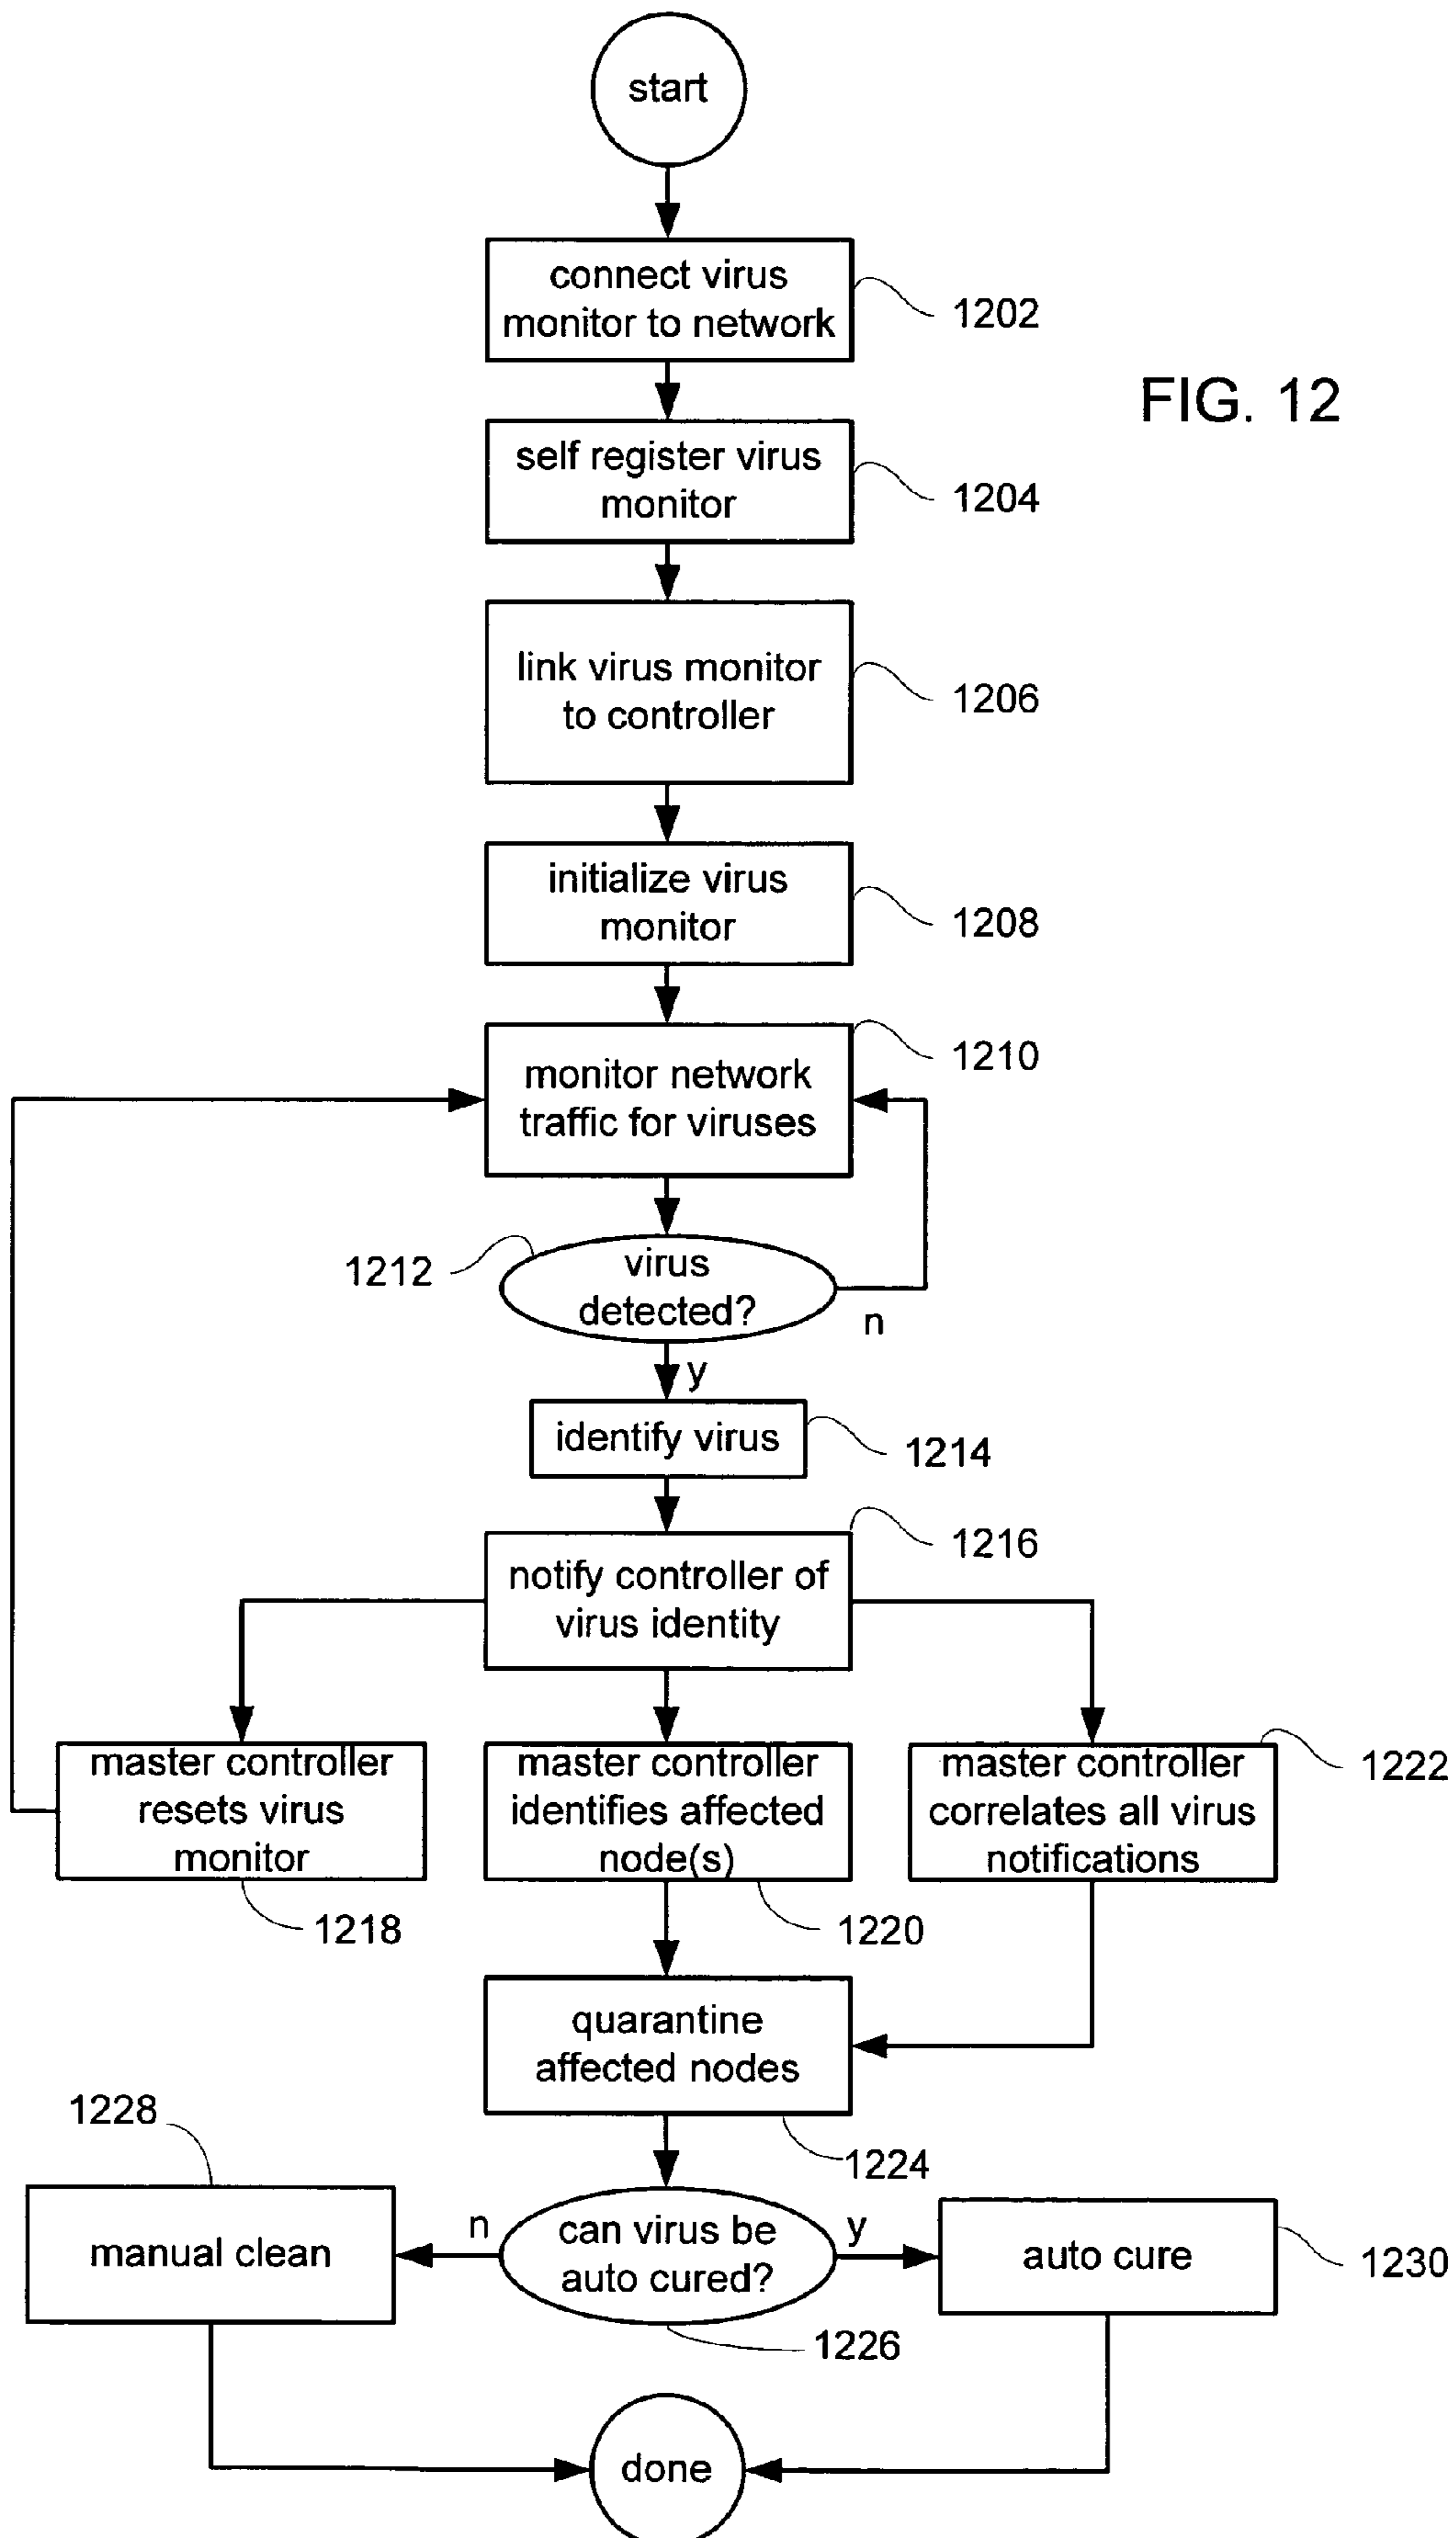 start
connect virus
monitor to network
1202
FIG. 12
self register virus
monitor
1204
link virus monitor
to controller
1206
initialize virus
monitor
1208
monitor network
traffic for viruses
1210
virus
detected?
1212
n
y
identify virus
1214
notify controller of
virus identity
1216
master controller
resets virus
monitor
1218
master controller
identifies affected
node(s)
1220
master controller
correlates all virus
notifications
1222
quarantine
affected nodes
1224
can virus be
auto cured?
1226
n
y
manual clean
1228
auto cure
1230
done